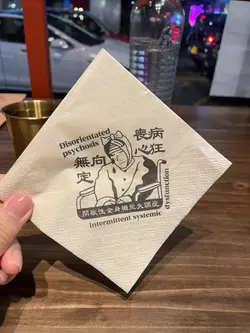 Disorientated
psychosis
無向
定
喪病
心狂
間歇性全身機能失調症
Intermittent systemic
dysfunction